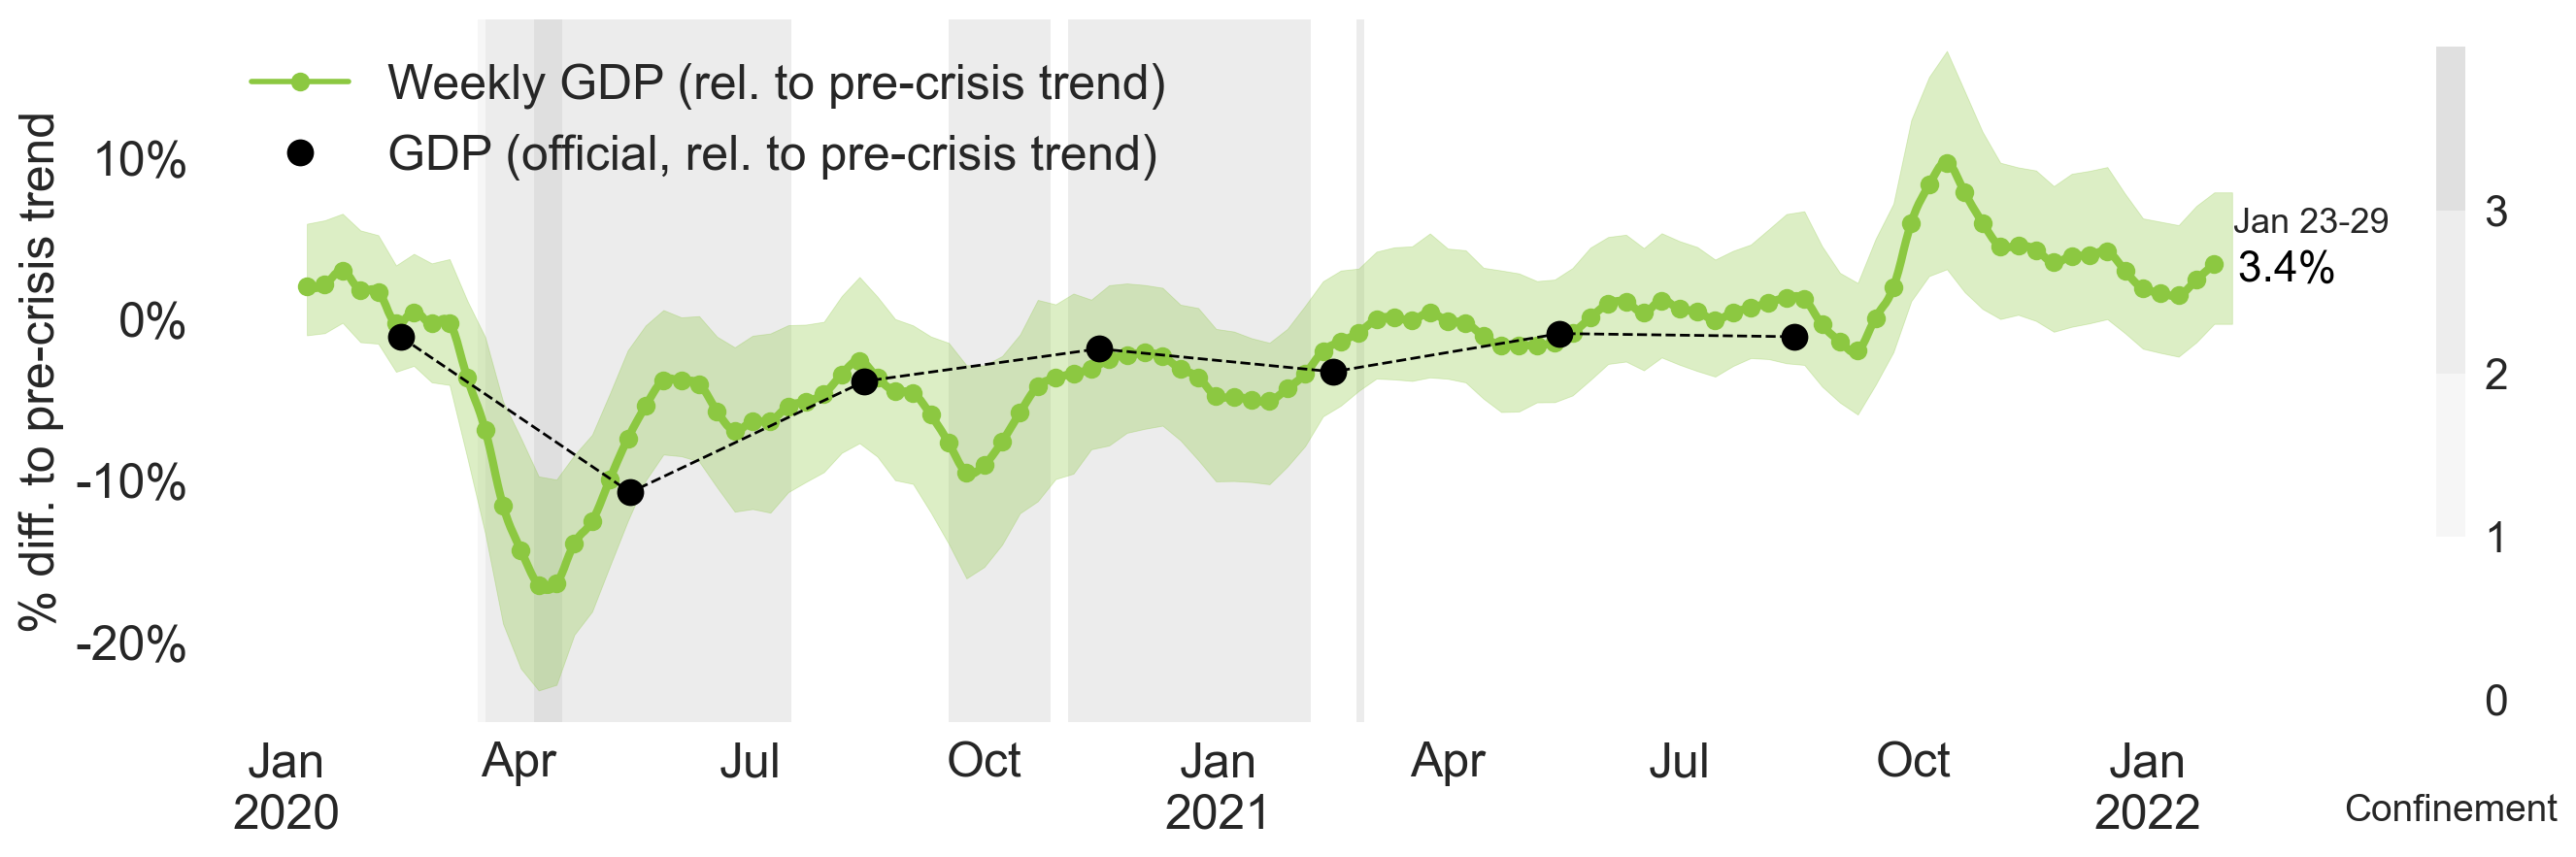 Weekly GDP (rel. to pre-crisis trend)
GDP (official, rel. to pre-crisis trend)
% diff. to pre-crisis trend
10%
0%
-10%
-20%
Jan 23-29
3.4%
3
2
1
0
Jan Apr Jul Oct Jan Apr Jul Oct Jan
2020 2021 2022
Confinement